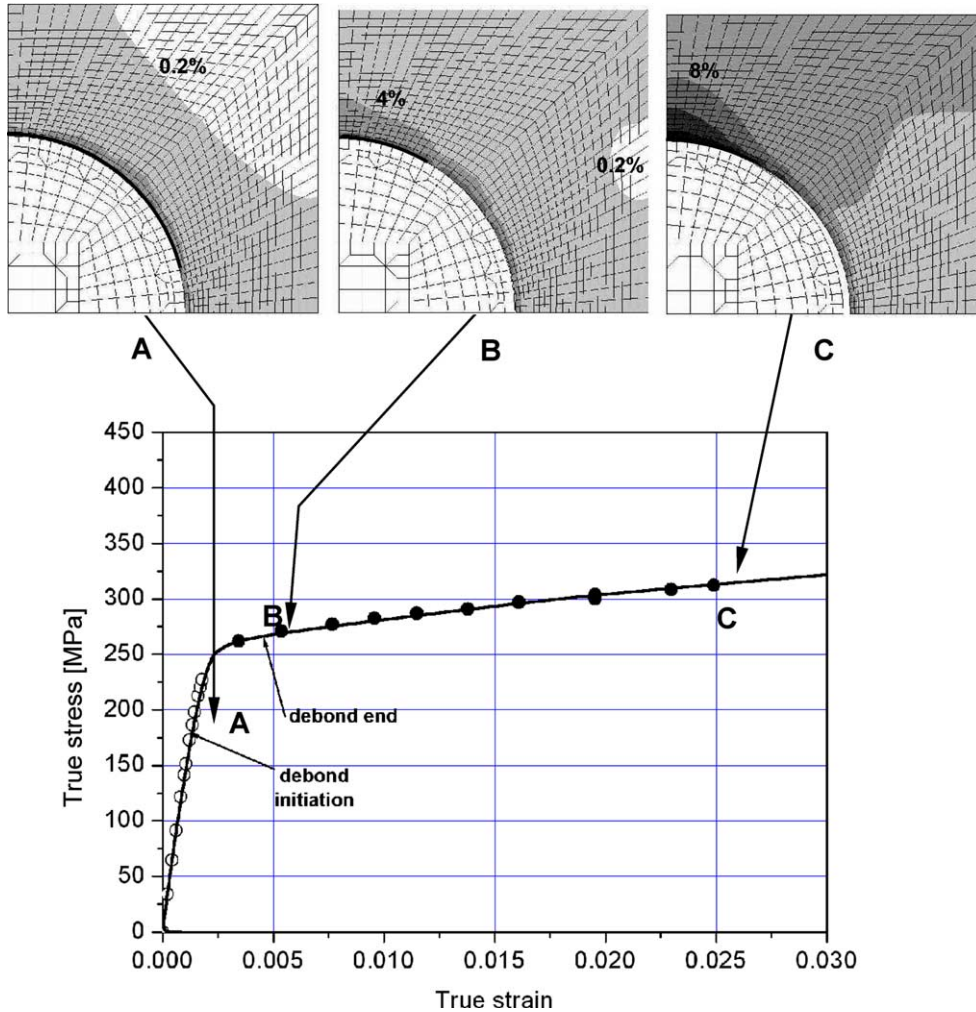 0.2%
4%
0.2%
8%
A
B
C
450
400
350
300
250
200
150
100
50
0
True stress [MPa]
B
C
A
debond end
debond
initiation
0.000
0.005
0.010
0.015
0.020
0.025
0.030
True strain